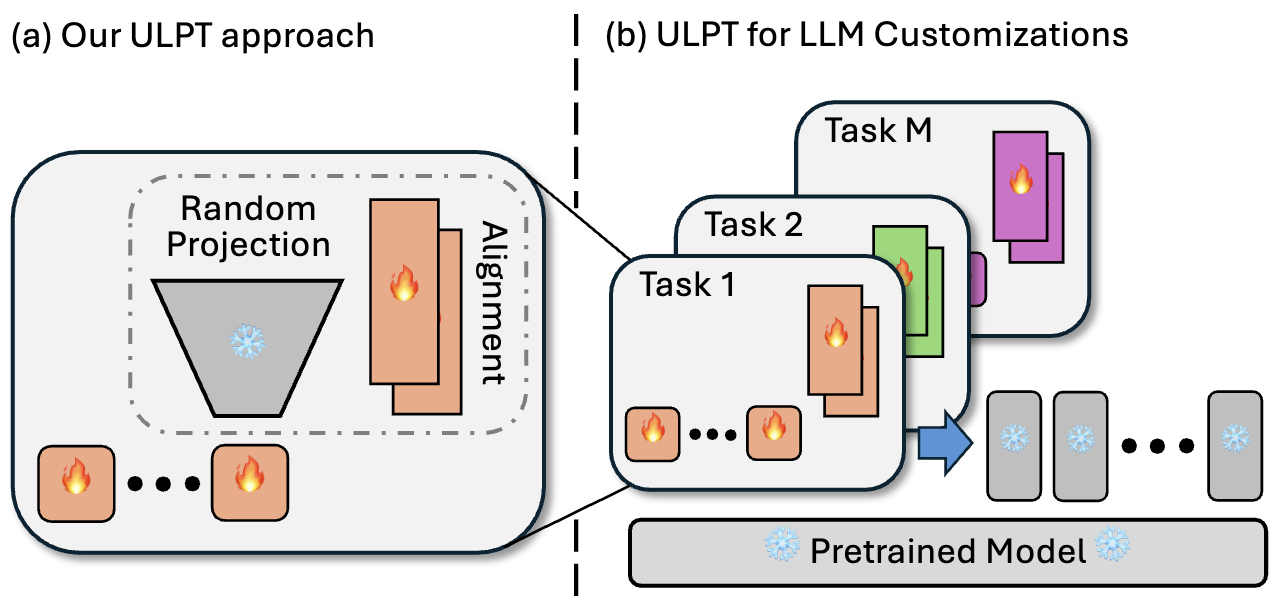 (a) Our ULPT approach
Random
Projection
Alignment
(b) ULPT for LLM Customizations
Task M
Task 2
Task 1
Pretrained Model